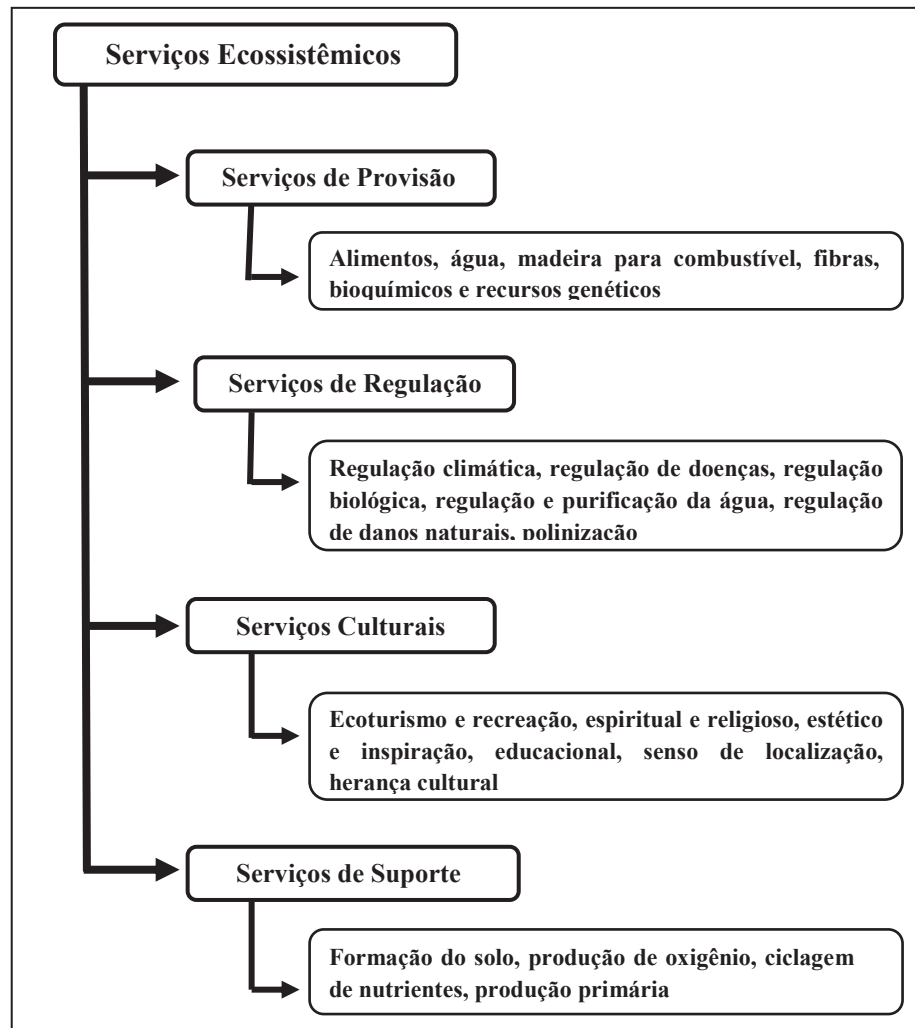 Serviços Ecossistêmicos
Serviços de Provisão
Alimentos, água, madeira para combustível, fibras,
bioquímicos e recursos genéticos
Serviços de Regulação
Regulação climática, regulação de doenças, regulação
biológica, regulação e purificação da água, regulação
de danos naturais, polinização
Serviços Culturais
Ecoturismo e recreação, espiritual e religioso, estético
e inspiração, educacional, senso de localização,
herança cultural
Serviços de Suporte
Formação do solo, produção de oxigênio, ciclagem
de nutrientes, produção primária